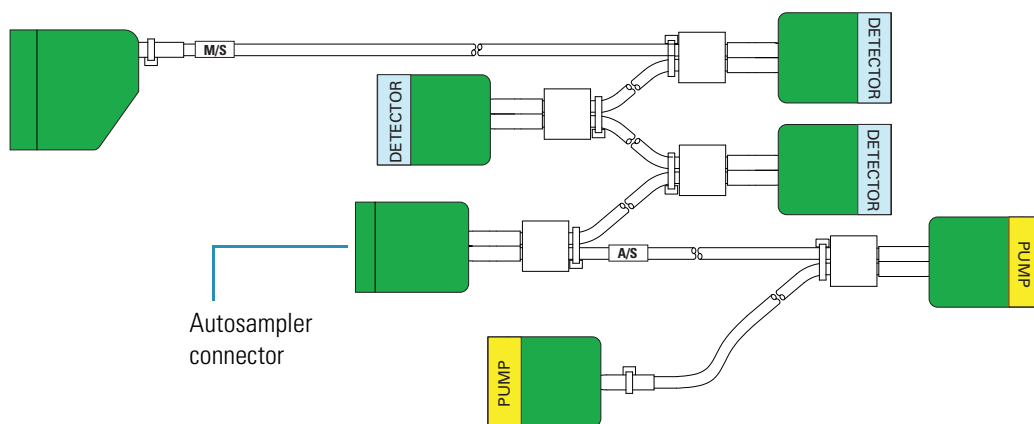 M/S
DETECTOR
DETECTOR
DETECTOR
A/S
PUMP
Autosampler
connector
PUMP